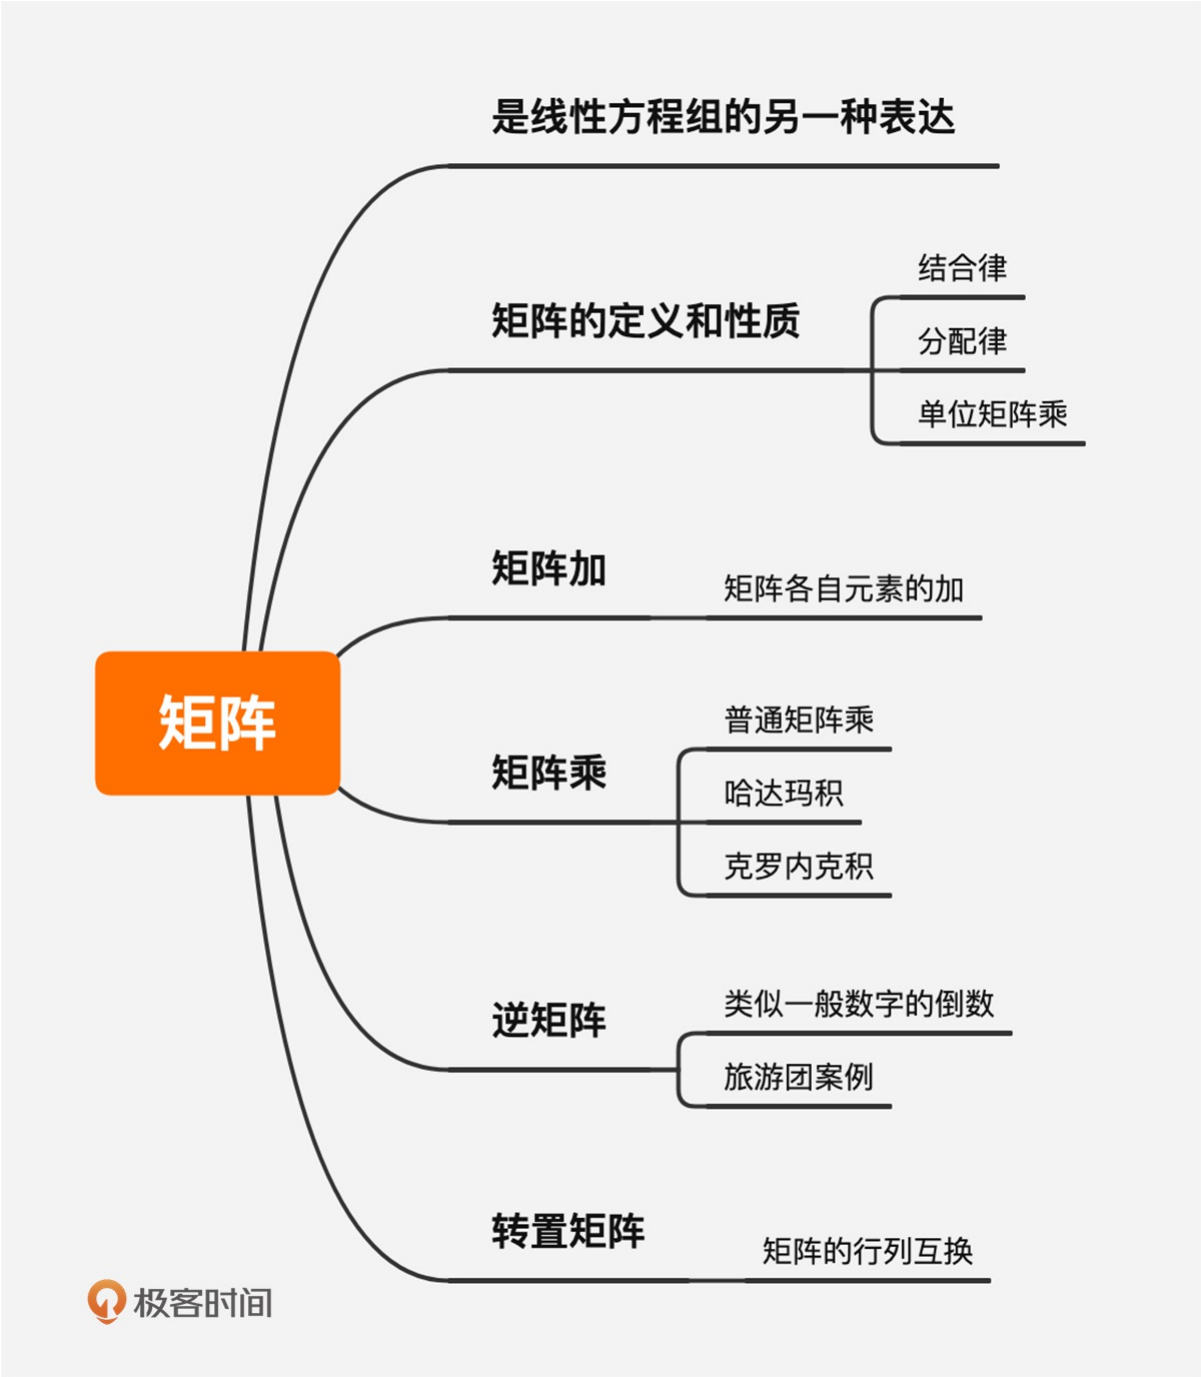 是线性方程组的另一种表达
矩阵的定义和性质
结合律
分配律
单位矩阵乘
矩阵加
矩阵各自元素的加
矩阵
矩阵乘
普通矩阵乘
哈达玛积
克罗内克积
逆矩阵
类似一般数字的倒数
旅游团案例
转置矩阵
矩阵的行列互换
极客时间